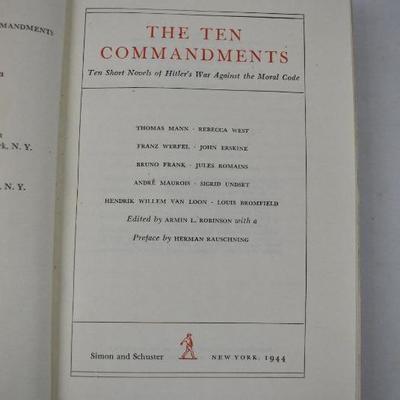 OMMANDMENTS
a
a
rk, N. Y.
, N. Y.
THE TEN
COMMANDMENTS
Ten Short Novels of Hitler's War Against the Moral Code
THOMAS MANN · REBECCA WEST
FRANZ WERFEL · JOHN ERSKINE
BRUNO FRANK · JULES ROMAINS
ANDRÉ MAUROIS · SIGRID UNDSET
HENDRIK WILLEM VAN LOON · LOUIS BROMFIELD
Edited by ARMIN L. ROBINSON with a
Preface by HERMAN RAUSCHNING
Simon and Schuster NEW YORK, 1944